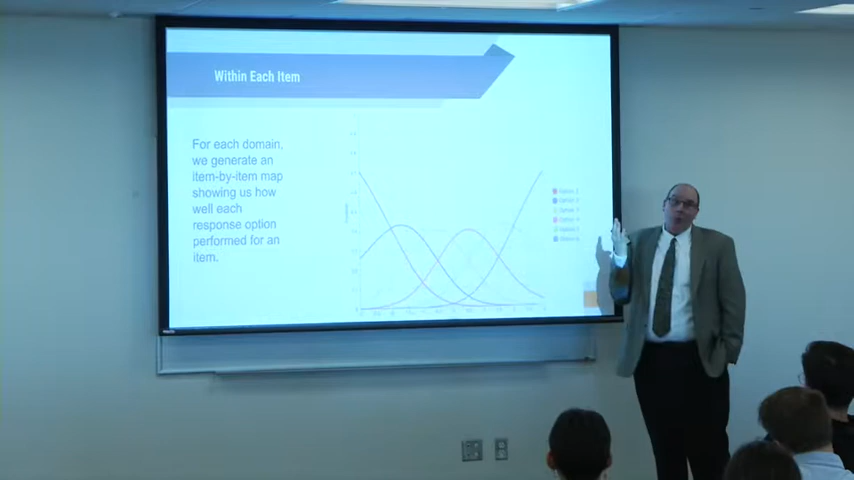 Within Each Item
For each domain,
we generate an
item-by-item map
showing us how
well each
response option
performed for an
item.